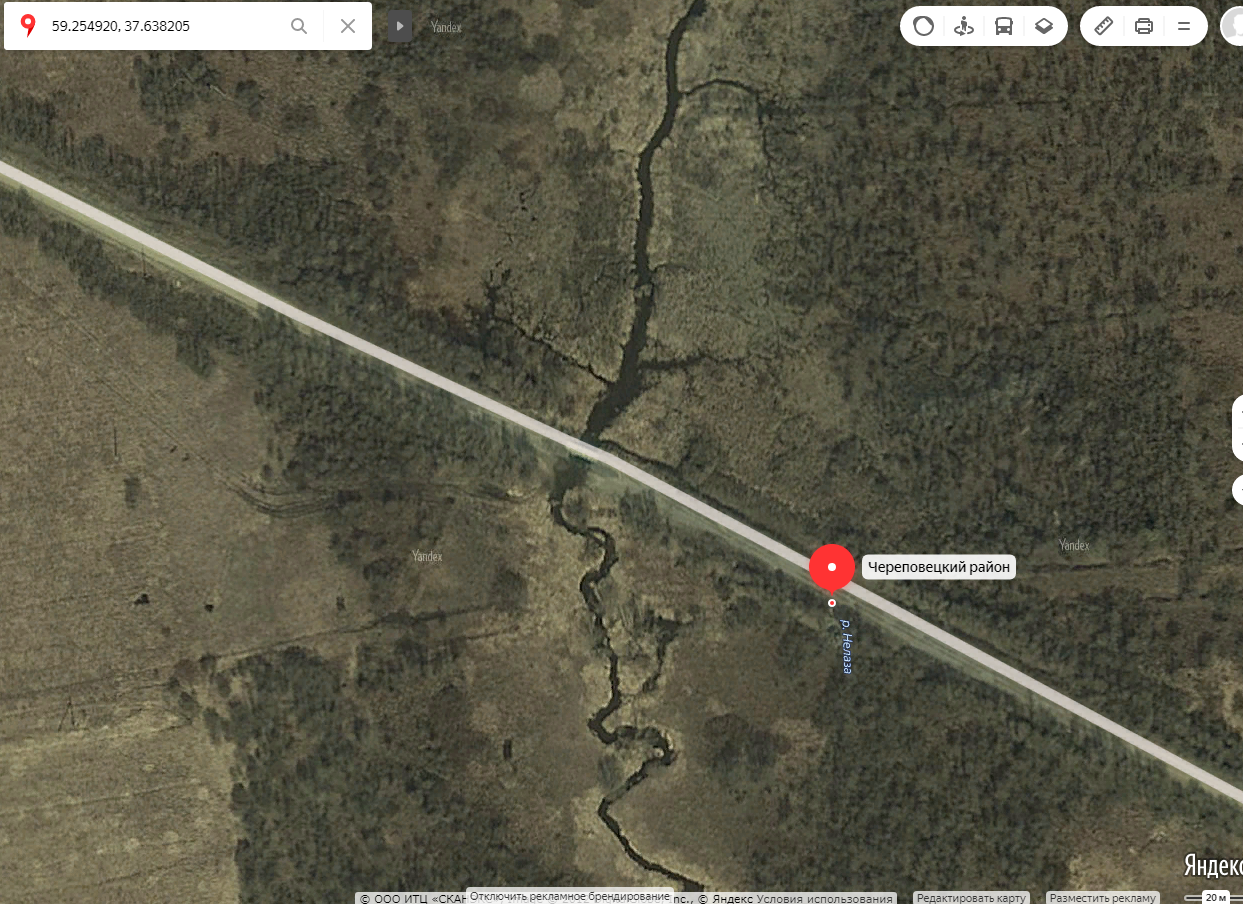 59.254920, 37.638205
Yandex
Yandex
Yandex
Череповецкий район
р. Нелаза
Яндекс
© ООО ИТЦ «СКАН
Отключить рекламное брендирование
Inc., © Яндекс Условия использования
Редактировать карту
Разместить рекламу
20 м